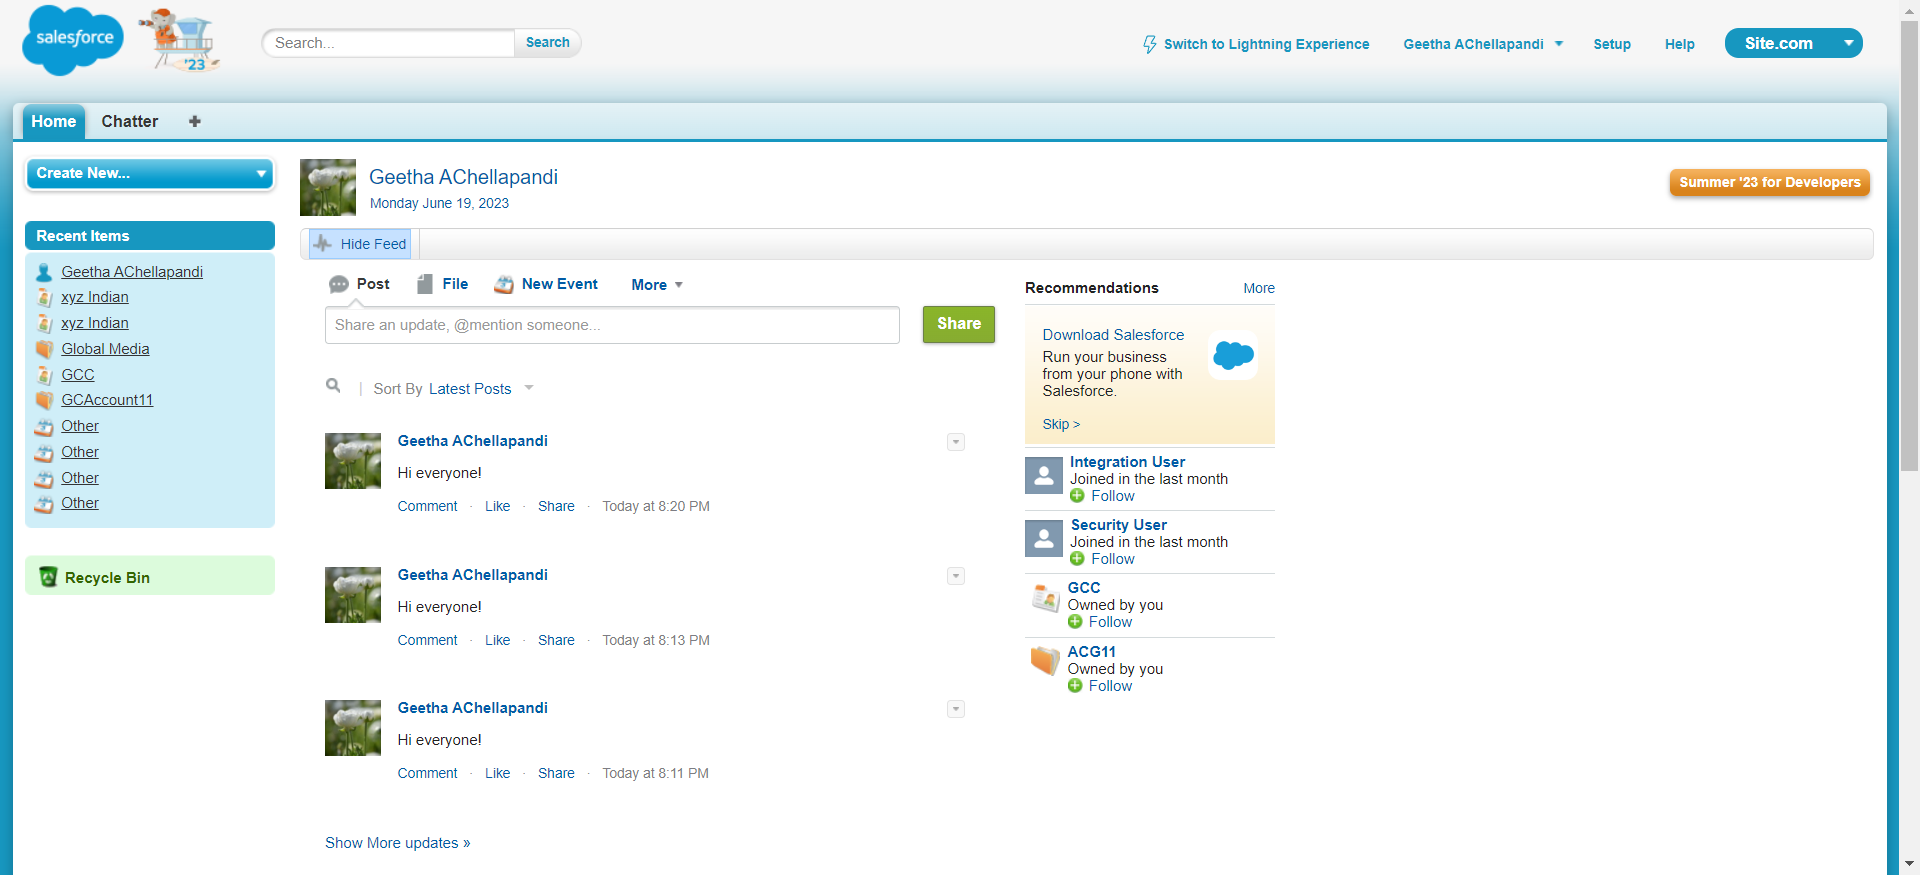 salesforce
'23
Search...
Search
Switch to Lightning Experience
Geetha AChellapandi
Setup
Help
Site.com
Home
Chatter
Create New...
Recent Items
Geetha AChellapandi
xyz Indian
xyz Indian
Global Media
GCC
GCAccount11
Other
Other
Other
Other
Recycle Bin
Geetha AChellapandi
Monday June 19, 2023
Summer '23 for Developers
Hide Feed
Post
File
New Event
More
Share an update, @mention someone...
Share
| Sort By Latest Posts
Geetha AChellapandi
Hi everyone!
Comment · Like · Share · Today at 8:20 PM
Geetha AChellapandi
Hi everyone!
Comment · Like · Share · Today at 8:13 PM
Geetha AChellapandi
Hi everyone!
Comment · Like · Share · Today at 8:11 PM
Show More updates »
Recommendations
More
Download Salesforce
Run your business
from your phone with
Salesforce.
Skip >
Integration User
Joined in the last month
Follow
Security User
Joined in the last month
Follow
GCC
Owned by you
Follow
ACG11
Owned by you
Follow